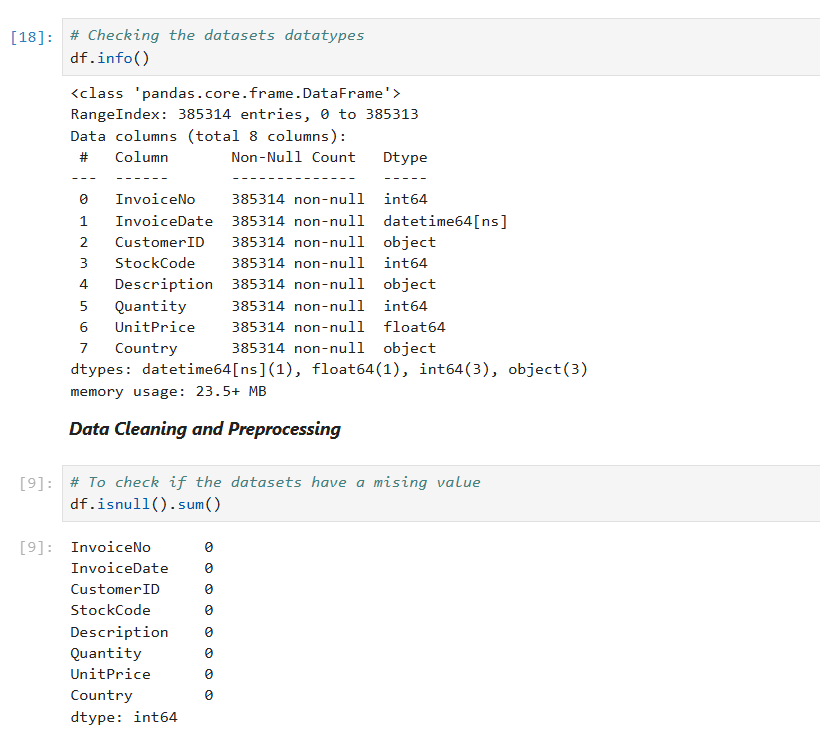 [18]: # Checking the datasets datatypes
df.info()
<class 'pandas.core.frame.DataFrame'>
RangeIndex: 385314 entries, 0 to 385313
Data columns (total 8 columns):
 #   Column       Non-Null Count   Dtype
---  ------       --------------   -----
 0   InvoiceNo    385314 non-null  int64
 1   InvoiceDate  385314 non-null  datetime64[ns]
 2   CustomerID   385314 non-null  object
 3   StockCode    385314 non-null  int64
 4   Description  385314 non-null  object
 5   Quantity     385314 non-null  int64
 6   UnitPrice    385314 non-null  float64
 7   Country      385314 non-null  object
dtypes: datetime64[ns](1), float64(1), int64(3), object(3)
memory usage: 23.5+ MB
Data Cleaning and Preprocessing
[9]: # To check if the datasets have a mising value
df.isnull().sum()
[9]: InvoiceNo      0
InvoiceDate    0
CustomerID     0
StockCode      0
Description    0
Quantity       0
UnitPrice      0
Country        0
dtype: int64